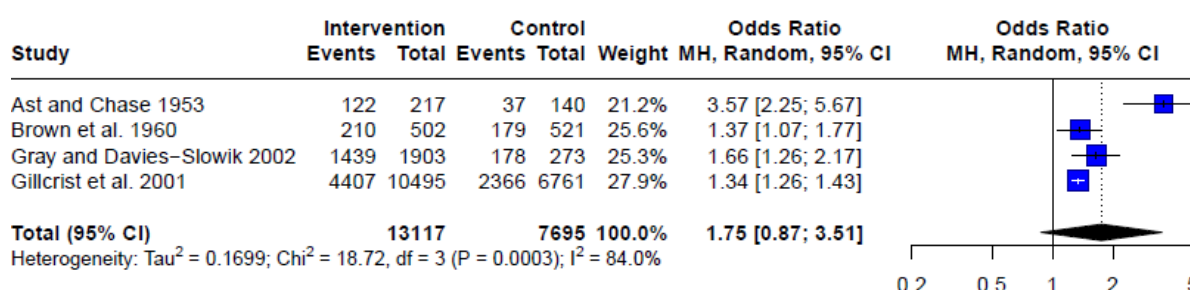 Intervention Control Odds Ratio Odds Ratio
Study Events Total Events Total Weight MH, Random, 95% CI MH, Random, 95% CI
Ast and Chase 1953 122 217 37 140 21.2% 3.57 [2.25; 5.67]
Brown et al. 1960 210 502 179 521 25.6% 1.37 [1.07; 1.77]
Gray and Davies−Slowik 2002 1439 1903 178 273 25.3% 1.66 [1.26; 2.17]
Gillcrist et al. 2001 4407 10495 2366 6761 27.9% 1.34 [1.26; 1.43]
Total (95% CI) 13117 7695 100.0% 1.75 [0.87; 3.51]
Heterogeneity: Tau² = 0.1699; Chi² = 18.72, df = 3 (P = 0.0003); I² = 84.0%
0.2 0.5 1 2 5